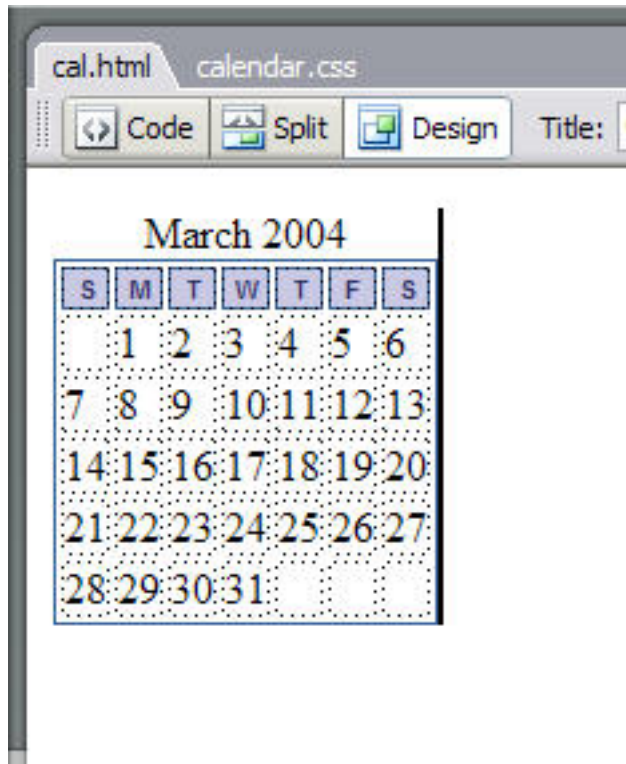 cal.html calendar.css
Code Split Design Title:
March 2004
S M T W T F S
1 2 3 4 5 6
7 8 9 10 11 12 13
14 15 16 17 18 19 20
21 22 23 24 25 26 27
28 29 30 31